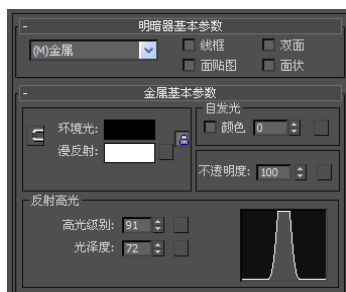 - 明暗器基本参数
(M)金属 线框 双面
面贴图 面状
- 金属基本参数
自发光
环境光: 颜色 0
漫反射:
不透明度: 100
反射高光
高光级别: 91
光泽度: 72